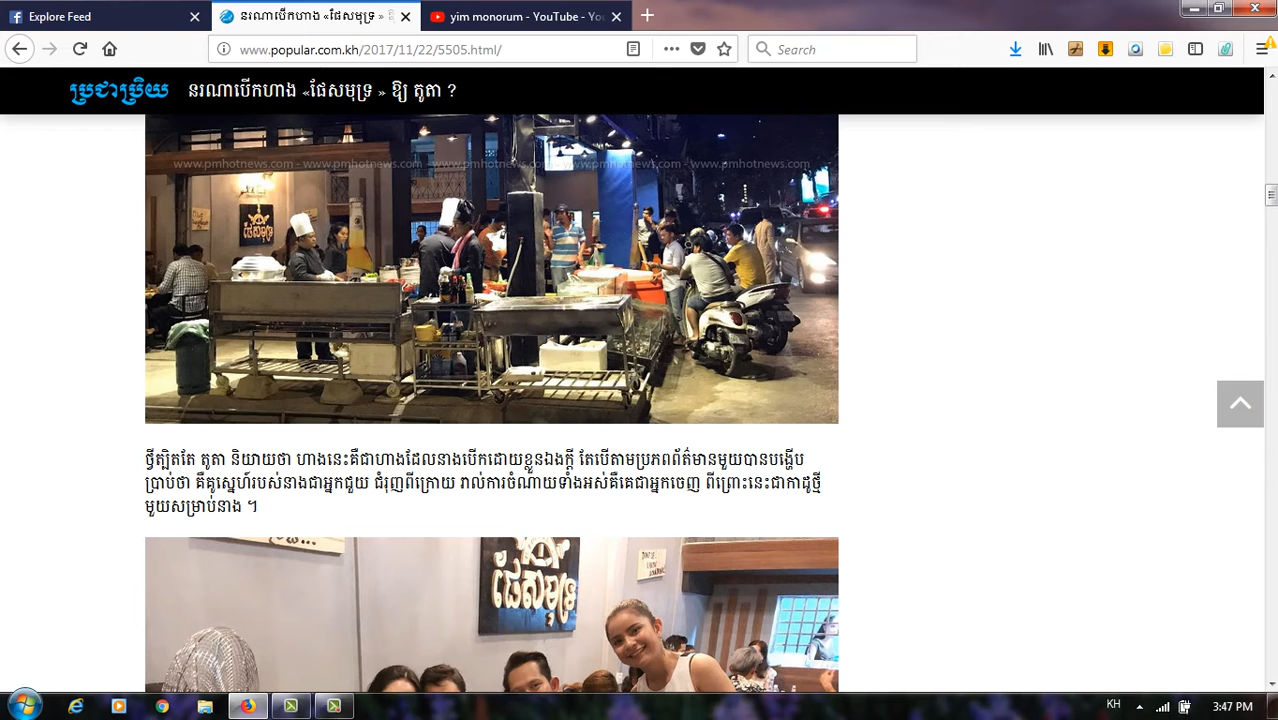 Explore Feed
នរណាបើកហាង «ផែសមុទ្រ »
yim monorum - YouTube - You
www.popular.com.kh/2017/11/22/5505.html/
Search
ប្រជាប្រិយ
នរណាបើកហាង «ផែសមុទ្រ » ឱ្យ តូតា ?
www.pmhotnews.com - www.pmhotnews.com - www.pmhotnews.com - www.pmhotnews.com - www.pmhotnews.com
ផែសមុទ្រ
ថ្វីត្បិតតែ តូតា និយាយថា ហាងនេះគឺជាហាងដែលនាងបើកដោយខ្លួនឯងក្ដី តែបើតាមប្រភពព័ត៌មានមួយបានបង្ហើប
ប្រាប់ថា គឺគូស្នេហ៍របស់នាងជាអ្នកជួយ ជំរុញពីក្រោយ រាល់ការចំណាយទាំងអស់គឺគេជាអ្នកចេញ ពីព្រោះនេះជាកាដូថ្មី
មួយសម្រាប់នាង ។
ផែសមុទ្រ
KH
3:47 PM